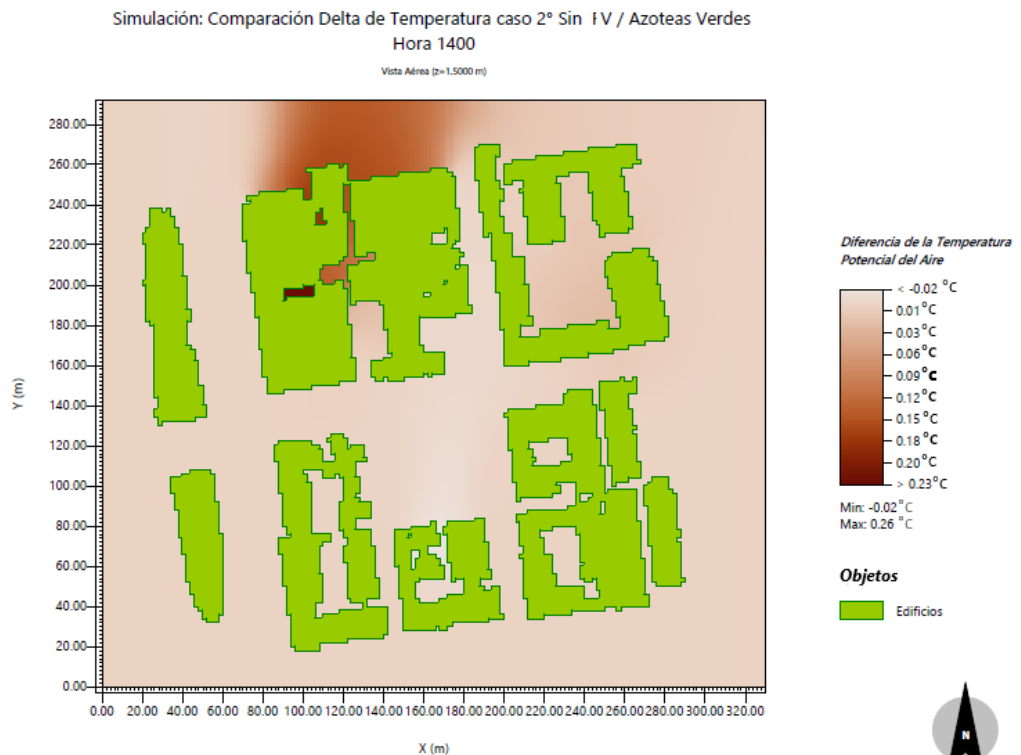 Simulación: Comparación Delta de Temperatura caso 2° Sin V / Azoteas Verdes
Hora 1400
Vista Aérea (z=1.5000 m)
280.00
260.00
240.00
220.00
200.00
180.00
160.00
140.00
120.00
100.00
80.00
60.00
40.00
20.00
0.00
Y (m)
0.00 20.00 40.00 60.00 80.00 100.00 120.00 140.00 160.00 180.00 200.00 220.00 240.00 260.00 280.00 300.00 320.00
X (m)
Diferencia de la Temperatura
Potencial del Aire
< -0.02 °C
0.01°C
0.03°C
0.06°C
0.09°C
0.12°C
0.15°C
0.18°C
0.20°C
> 0.23°C
Min: -0.02°C
Max: 0.26 °C
Objetos
Edificios
N